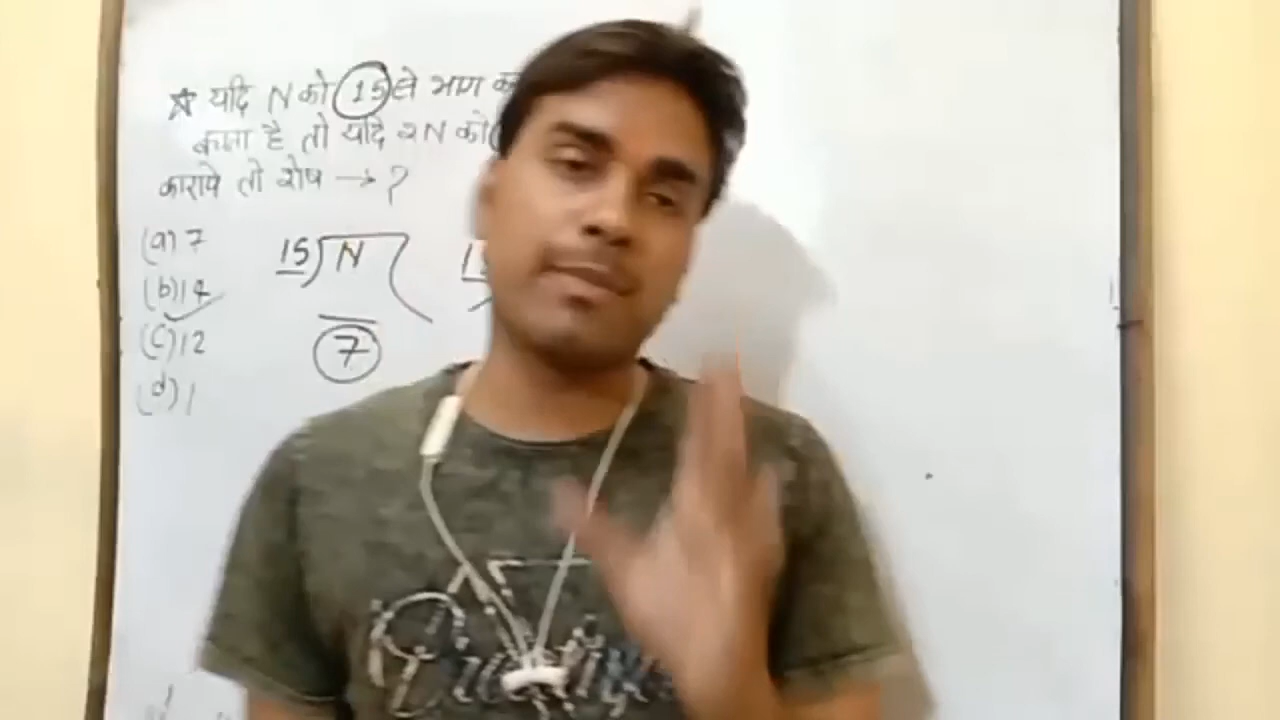 ☆ यदि N को 15 से भाग क
करता है तो यदि 2N को
कराये तो शेष → ?
(a) 7
(b) 14
(c) 12
(d) 1
15) N
7